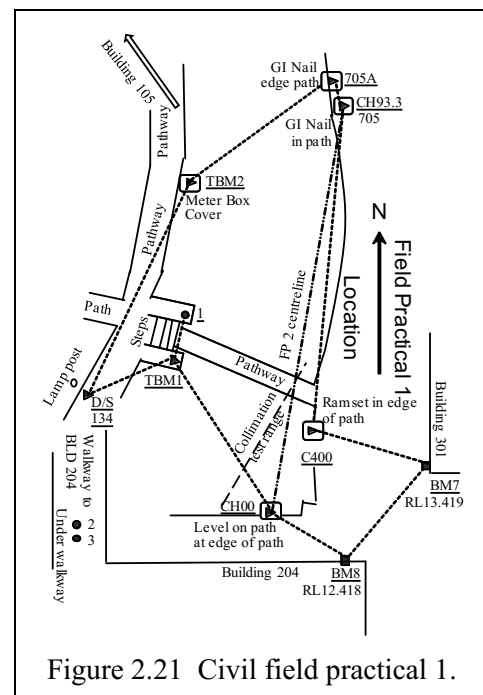 Building 105
Pathway
GI Nail
edge path
705A
CH93.3
705
GI Nail
in path
TBM2
Meter Box
Cover
Pathway
N
Field Practical 1
Location
FP 2 centreline
Path
1
Steps
Pathway
TBM1
Lamp post
D/S
134
Collimation
test range
Ramset in edge
of path
C400
Building 301
BM7
RL13.419
Walkway to
BLD 204
2
3
Under walkway
CH00
Level on path
at edge of path
Building 204
BM8
RL12.418
Figure 2.21 Civil field practical 1.